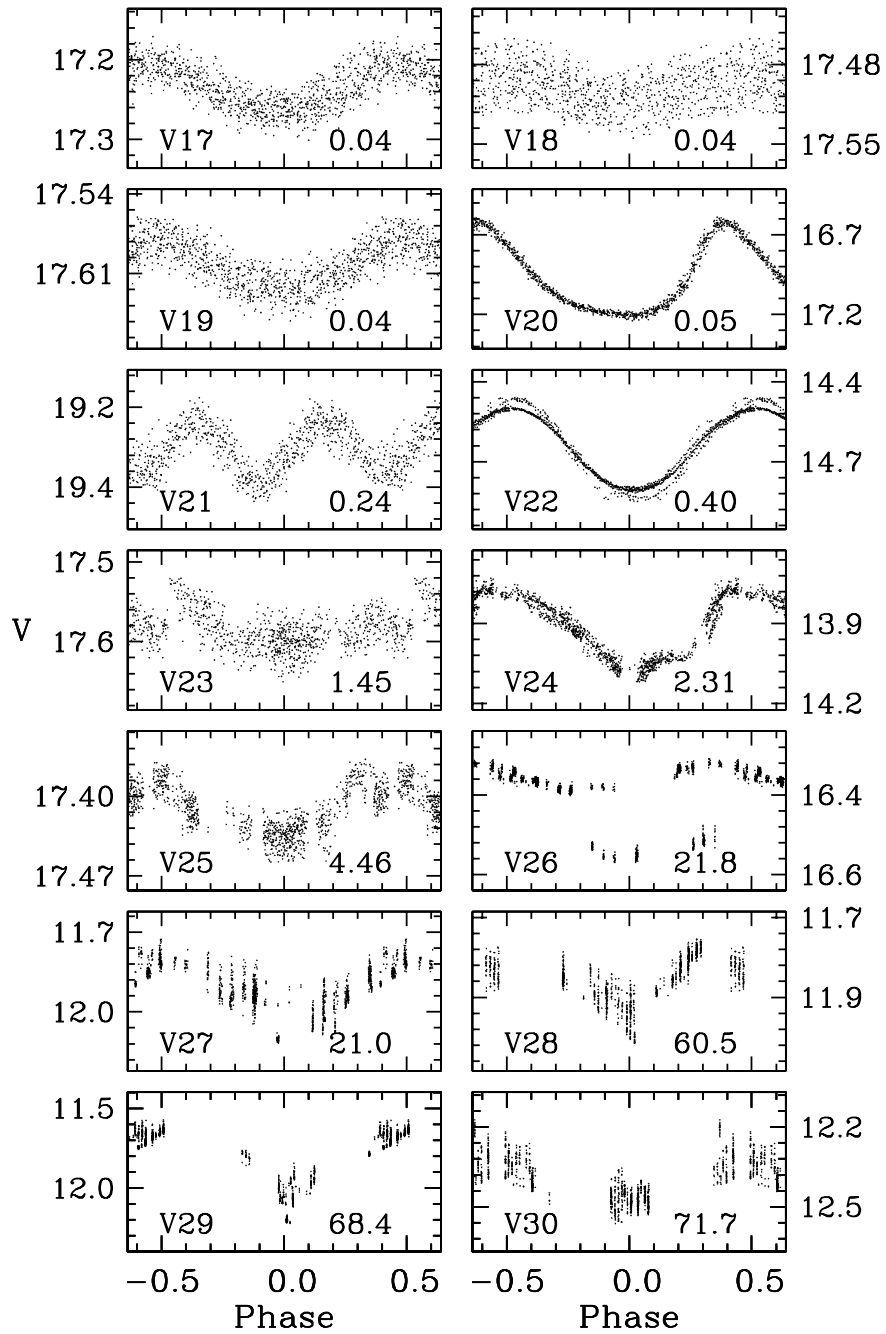 17.2
17.3
V17 0.04
17.48
17.55
V18 0.04
17.54
17.61
V19 0.04
16.7
17.2
V20 0.05
19.2
19.4
V21 0.24
14.4
14.7
V22 0.40
V
17.5
17.6
V23 1.45
13.9
14.2
V24 2.31
17.40
17.47
V25 4.46
16.4
16.6
V26 21.8
11.7
12.0
V27 21.0
11.7
11.9
V28 60.5
11.5
12.0
V29 68.4
12.2
12.5
V30 71.7
−0.5 0.0 0.5
−0.5 0.0 0.5
Phase
Phase